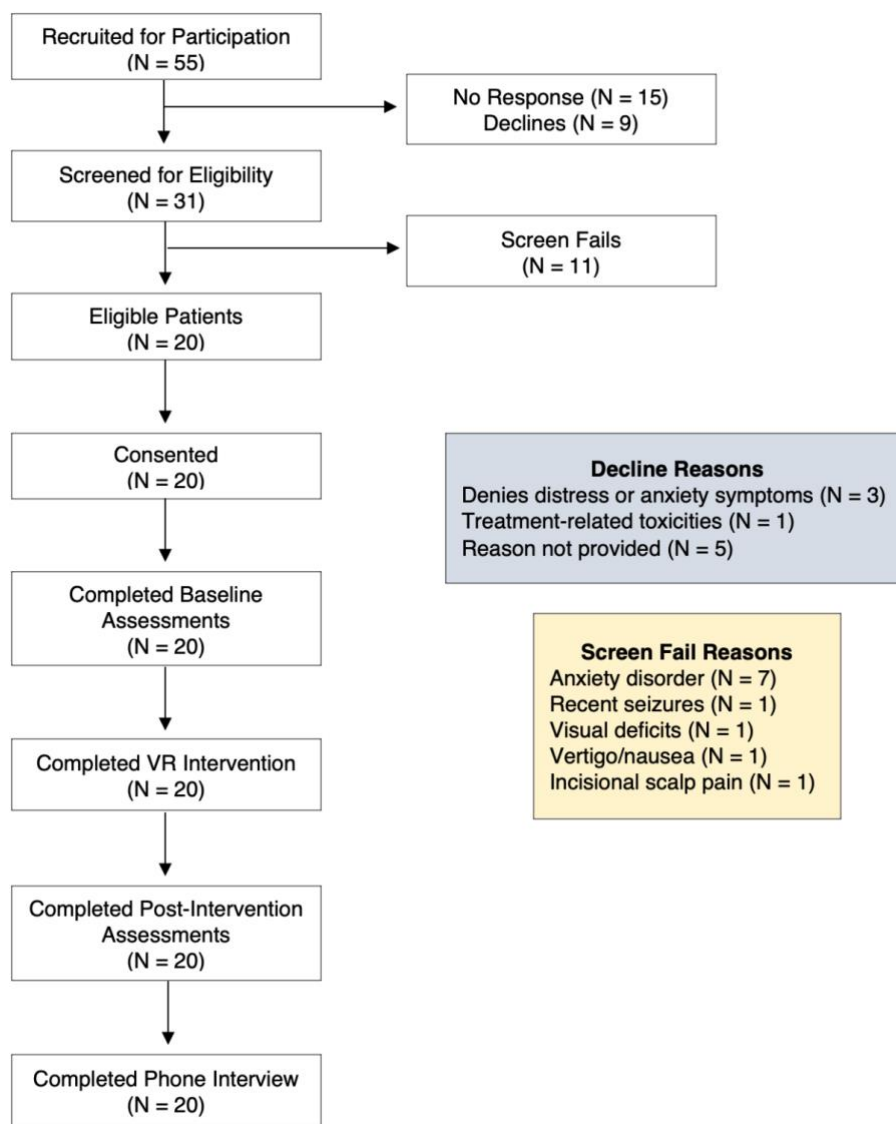 Recruited for Participation
(N = 55)
No Response (N = 15)
Declines (N = 9)
Screened for Eligibility
(N = 31)
Screen Fails
(N = 11)
Eligible Patients
(N = 20)
Consented
(N = 20)
Decline Reasons
Denies distress or anxiety symptoms (N = 3)
Treatment-related toxicities (N = 1)
Reason not provided (N = 5)
Completed Baseline
Assessments
(N = 20)
Screen Fail Reasons
Anxiety disorder (N = 7)
Recent seizures (N = 1)
Visual deficits (N = 1)
Vertigo/nausea (N = 1)
Incisional scalp pain (N = 1)
Completed VR Intervention
(N = 20)
Completed Post-Intervention
Assessments
(N = 20)
Completed Phone Interview
(N = 20)